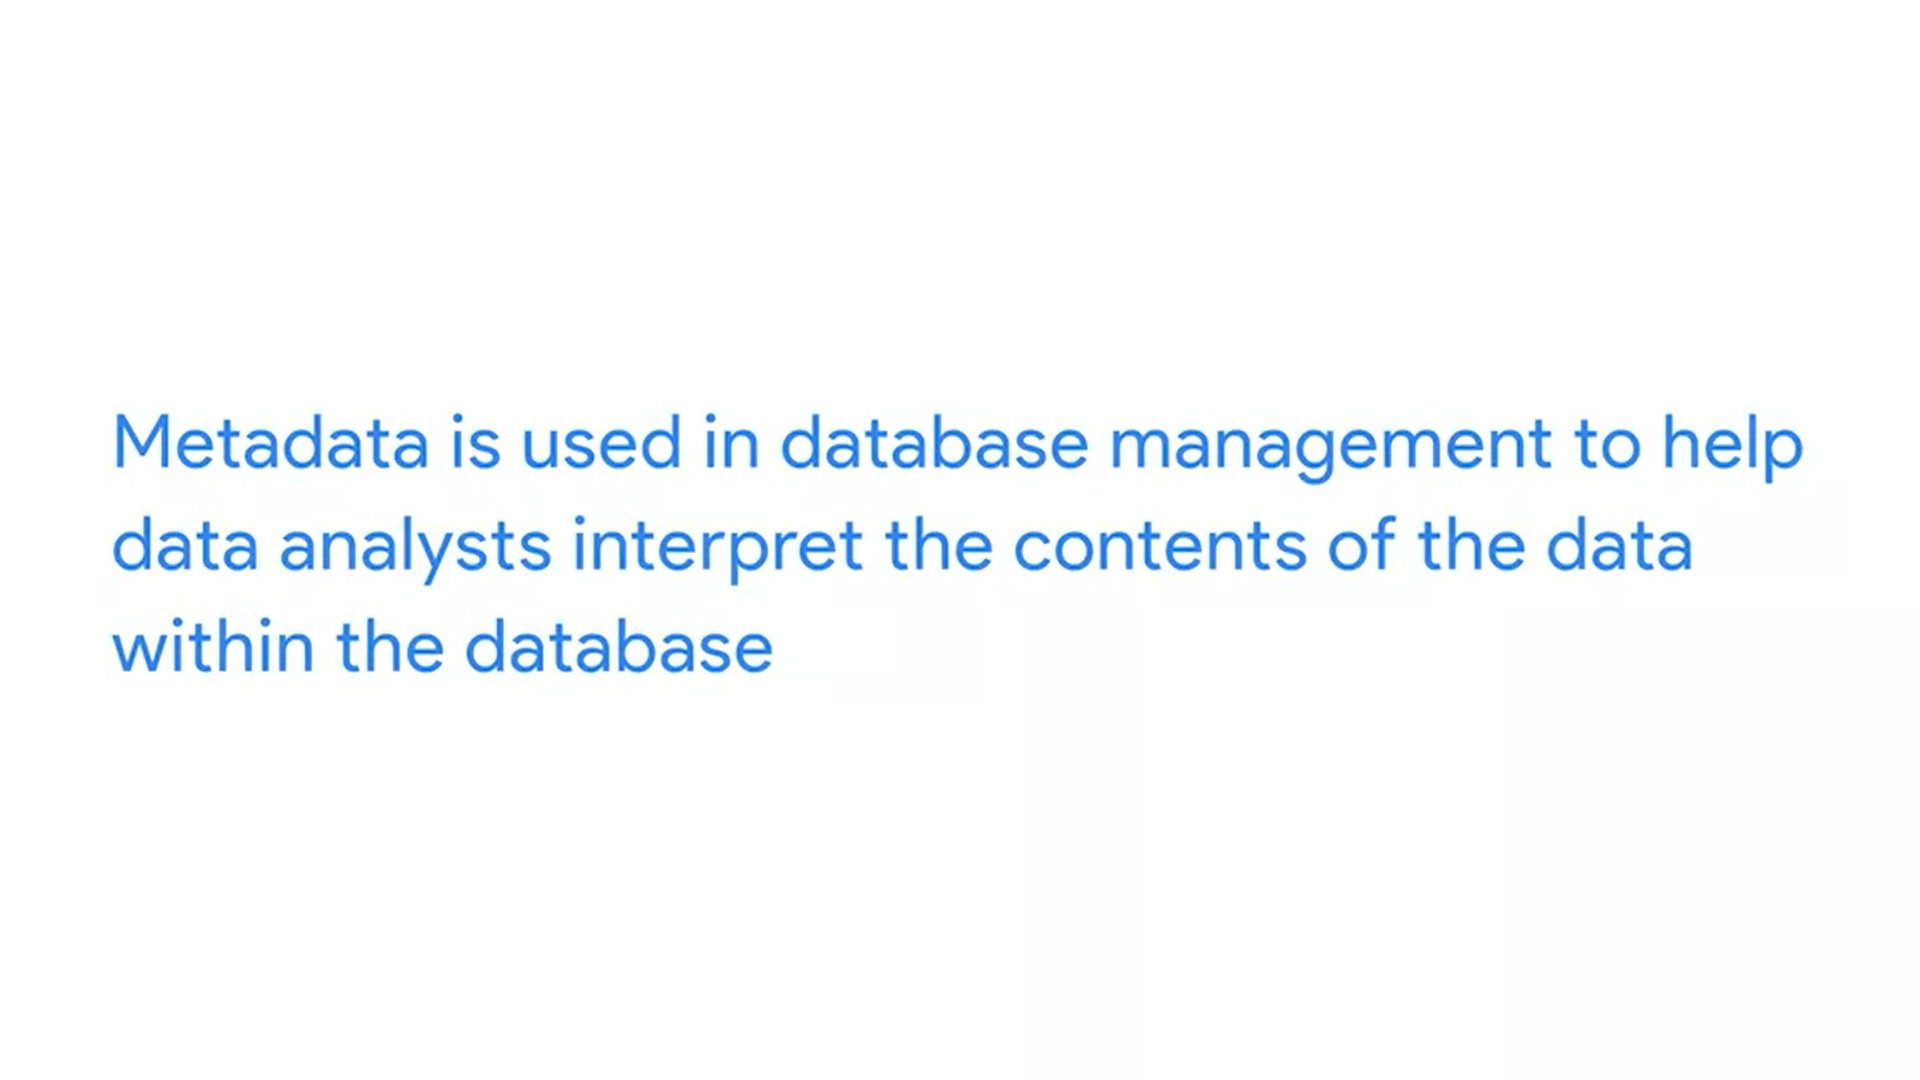 Metadata is used in database management to help
data analysts interpret the contents of the data
within the database